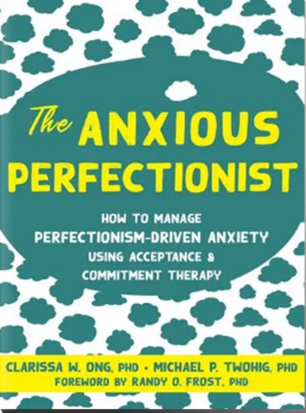 The ANXIOUS
PERFECTIONIST
HOW TO MANAGE
PERFECTIONISM-DRIVEN ANXIETY
USING ACCEPTANCE &
COMMITMENT THERAPY
CLARISSA W. ONG, PHD • MICHAEL P. TWOHIG, PHD
FOREWORD BY RANDY O. FROST, PHD